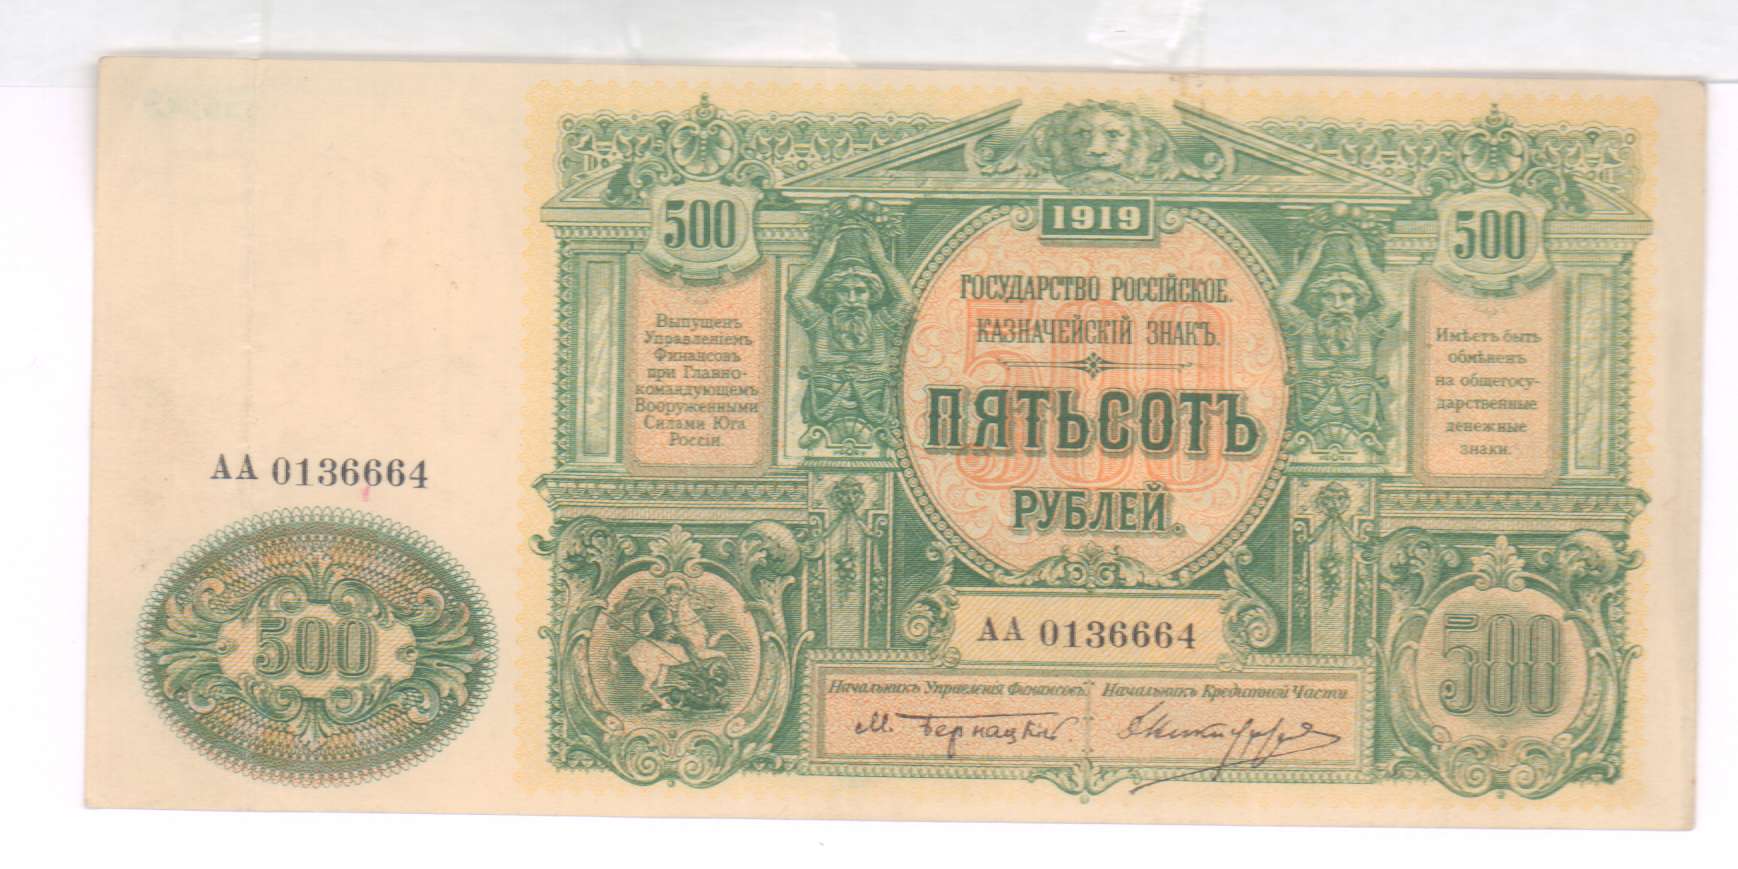 500
1919
500
ГОСУДАРСТВО РОССІЙСКОЕ.
КАЗНАЧЕЙСКІЙ ЗНАКЪ.
500
ПЯТЬСОТЪ
РУБЛЕЙ.
Выпущенъ
Управленіемъ
Финансовъ
при Главно-
командующемъ
Вооруженными
Силами Юга
Россіи.
Имѣетъ быть
обмѣненъ
на общегосу-
дарственные
денежные
знаки.
АА 0136664
500
АА 0136664
500
Начальникъ Управленія Финансовъ
М. Бернацкій
Начальникъ Кредитной Части